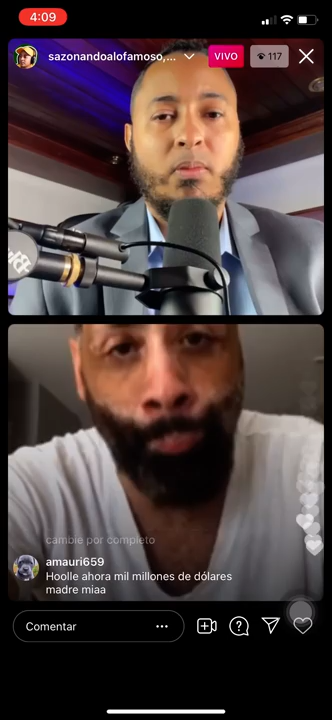 4:09
sazonandoalofamoso,...
VIVO
117
cambie por completo
amauri659
Hoolle ahora mil millones de dólares
madre miaa
Comentar